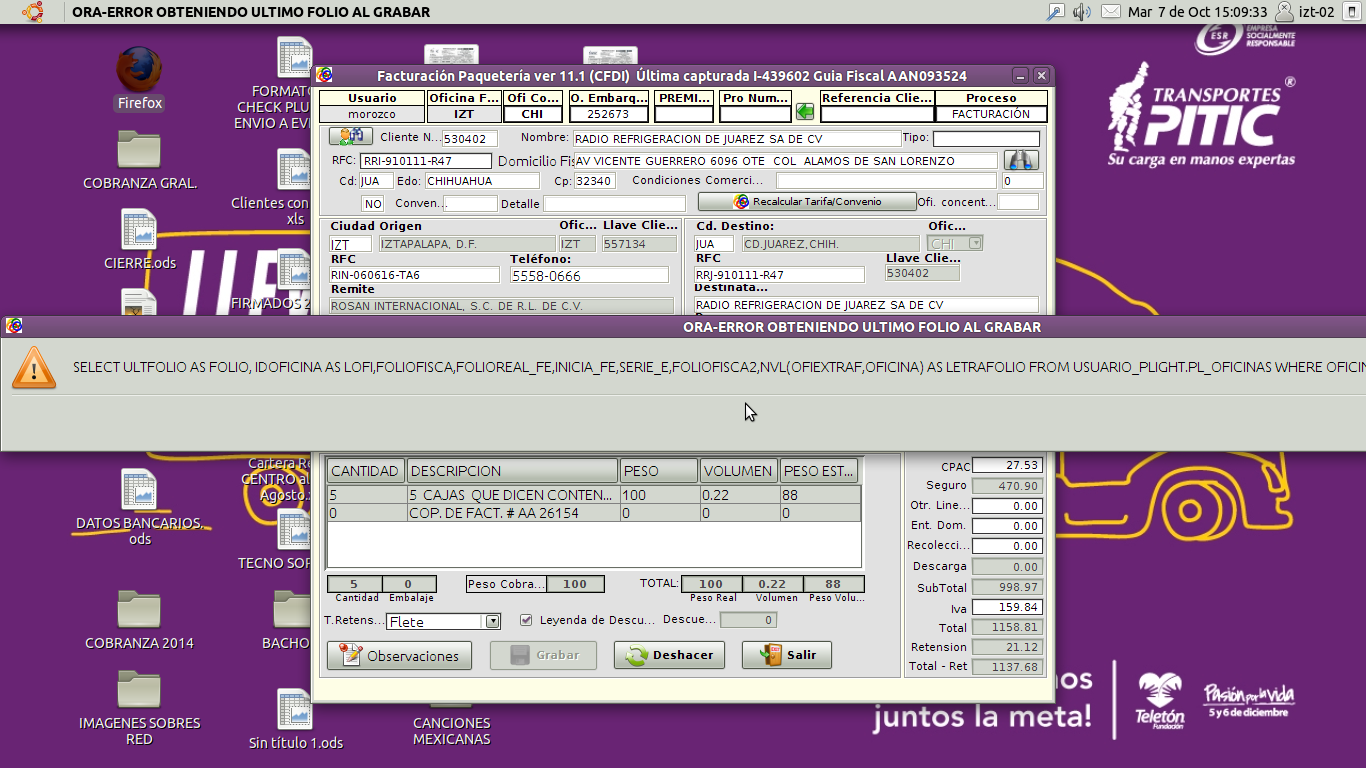 ORA-ERROR OBTENIENDO ULTIMO FOLIO AL GRABAR
Mar 7 de Oct 15:09:33
izt-02
Firefox
COBRANZA GRAL.
CIERRE.ods
DATOS BANCARIOS.
ods
COBRANZA 2014
IMAGENES SOBRES
RED
FORMATO
CHECK PLU
ENVIO A EV
Clientes con
xls
FIRMADOS 2
Cartera Re
CENTRO al
Agosto.x
TECNO SOF
BACHO
Sin título 1.ods
CANCIONES
MEXICANAS
ESR
EMPRESA
SOCIALMENTE
RESPONSABLE
TRANSPORTES
PITIC
®
Su carga en manos expertas
Facturación Paquetería ver 11.1 (CFDI) Última capturada I-439602 Guia Fiscal AAN093524
Usuario Oficina F... Ofi Co... O. Embarq... PREMI... Pro Num... Referencia Clie... Proceso
morozco IZT CHI 252673 FACTURACIÓN
Cliente N... 530402 Nombre: RADIO REFRIGERACION DE JUAREZ SA DE CV Tipo:
RFC: RRI-910111-R47 Domicilio Fis AV VICENTE GUERRERO 6096 OTE COL ALAMOS DE SAN LORENZO
Cd: JUA Edo: CHIHUAHUA Cp: 32340 Condiciones Comerci... 0
NO Conven... Detalle Recalcular Tarifa/Convenio Ofi. concent...
Ciudad Origen Ofic... Llave Clie...
IZT IZTAPALAPA, D.F. IZT 557134
RFC Teléfono:
RIN-060616-TA6 5558-0666
Remite
ROSAN INTERNACIONAL, S.C. DE R.L. DE C.V.
Cd. Destino: Ofic...
JUA CD.JUAREZ,CHIH. CHI
RFC Llave Clie...
RRJ-910111-R47 530402
Destinata...
RADIO REFRIGERACION DE JUAREZ SA DE CV
ORA-ERROR OBTENIENDO ULTIMO FOLIO AL GRABAR
SELECT ULTFOLIO AS FOLIO, IDOFICINA AS LOFI,FOLIOFISCA,FOLIOREAL_FE,INICIA_FE,SERIE_E,FOLIOFISCA2,NVL(OFIEXTRAF,OFICINA) AS LETRAFOLIO FROM USUARIO_PLIGHT.PL_OFICINAS WHERE OFICIN
CANTIDAD DESCRIPCION PESO VOLUMEN PESO EST...
5 5 CAJAS QUE DICEN CONTEN... 100 0.22 88
0 COP. DE FACT. # AA 26154 0 0 0
5 0 Peso Cobra... 100 TOTAL: 100 0.22 88
Cantidad Embalaje Peso Real Volumen Peso Volu...
T.Retens... Flete Leyenda de Descu... Descue... 0
Observaciones Grabar Deshacer Salir
CPAC 27.53
Seguro 470.90
Otr. Line... 0.00
Ent. Dom. 0.00
Recolecci... 0.00
Descarga 0.00
SubTotal 998.97
Iva 159.84
Total 1158.81
Retension 21.12
Total - Ret 1137.68
nos
juntos la meta!
Teletón
Fundación
Pasión por la vida
5 y 6 de diciembre